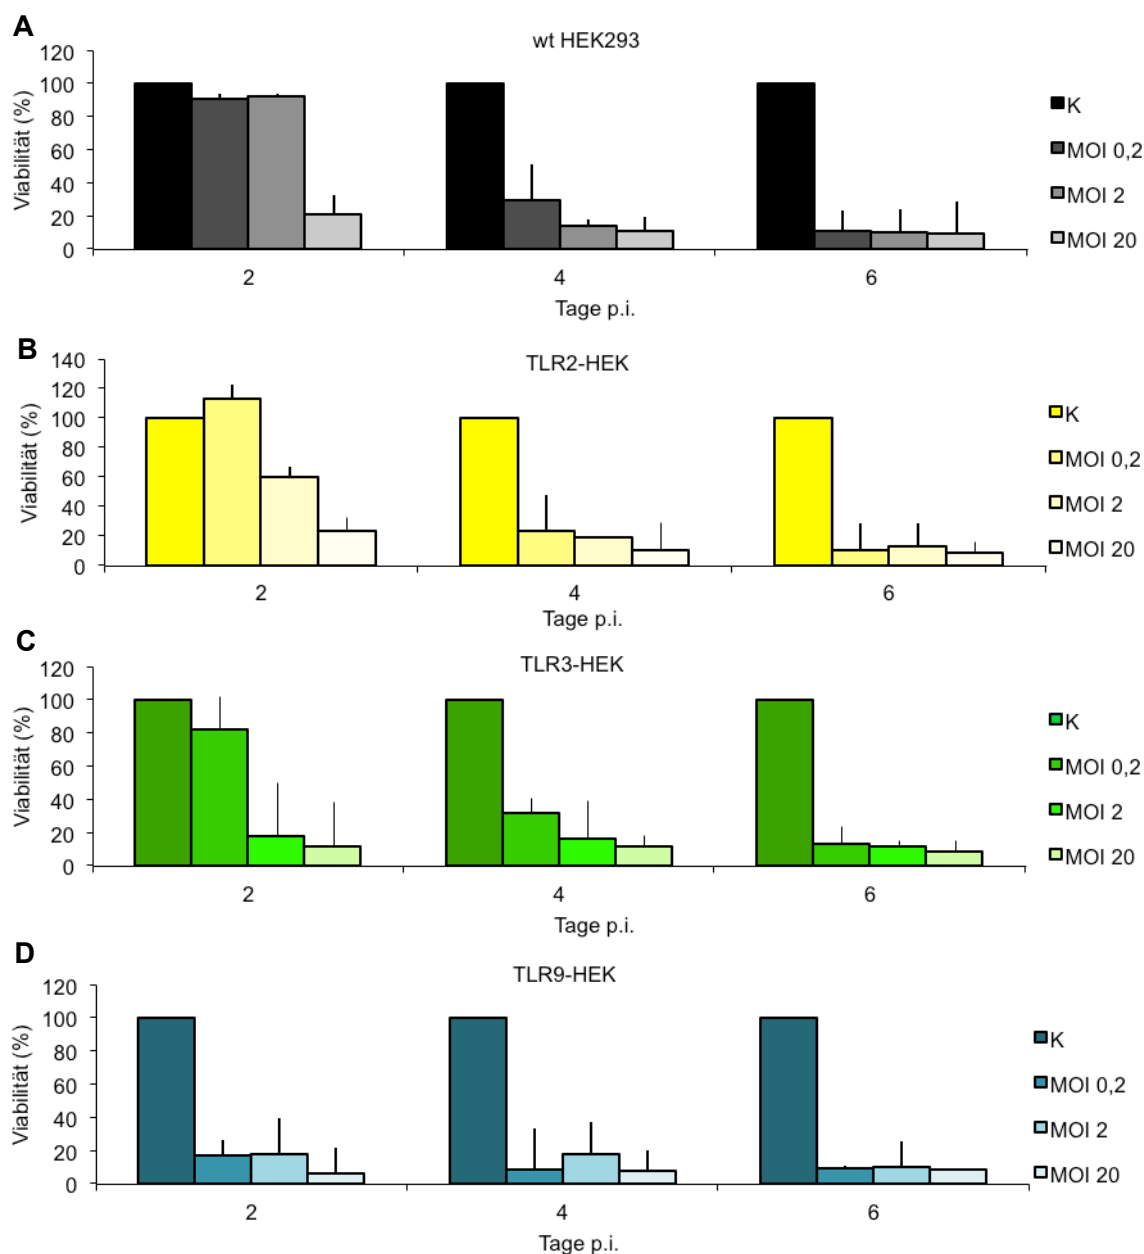 A
wt HEK293
Viabilität (%)
120
100
80
60
40
20
0
2
4
6
Tage p.i.
K
MOI 0,2
MOI 2
MOI 20
B
TLR2-HEK
Viabilität (%)
140
120
100
80
60
40
20
0
2
4
6
Tage p.i.
K
MOI 0,2
MOI 2
MOI 20
C
TLR3-HEK
Viabilität (%)
120
100
80
60
40
20
0
2
4
6
Tage p.i.
K
MOI 0,2
MOI 2
MOI 20
D
TLR9-HEK
Viabilität (%)
120
100
80
60
40
20
0
2
4
6
Tage p.i.
K
MOI 0,2
MOI 2
MOI 20